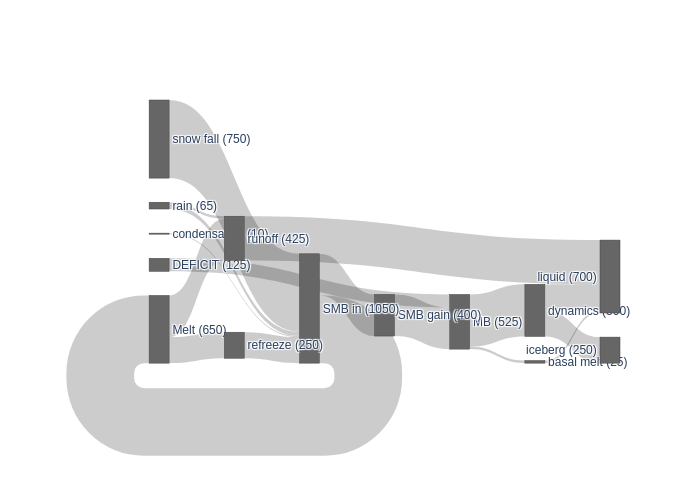 snow fall (750)
rain (65)
condensa (10)
runoff (425)
DEFICIT (125)
liquid (700)
SMB in (1050)
SMB gain (400)
MB (525)
dynamics (500)
Melt (650)
refreeze (250)
iceberg (250)
basal melt (25)